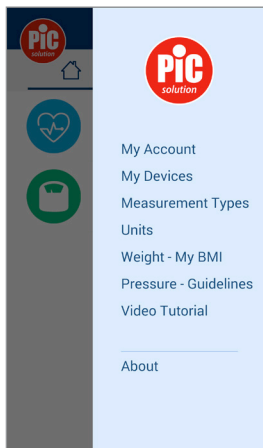 PiC
solution
PiC
solution
My Account
My Devices
Measurement Types
Units
Weight - My BMI
Pressure - Guidelines
Video Tutorial
About